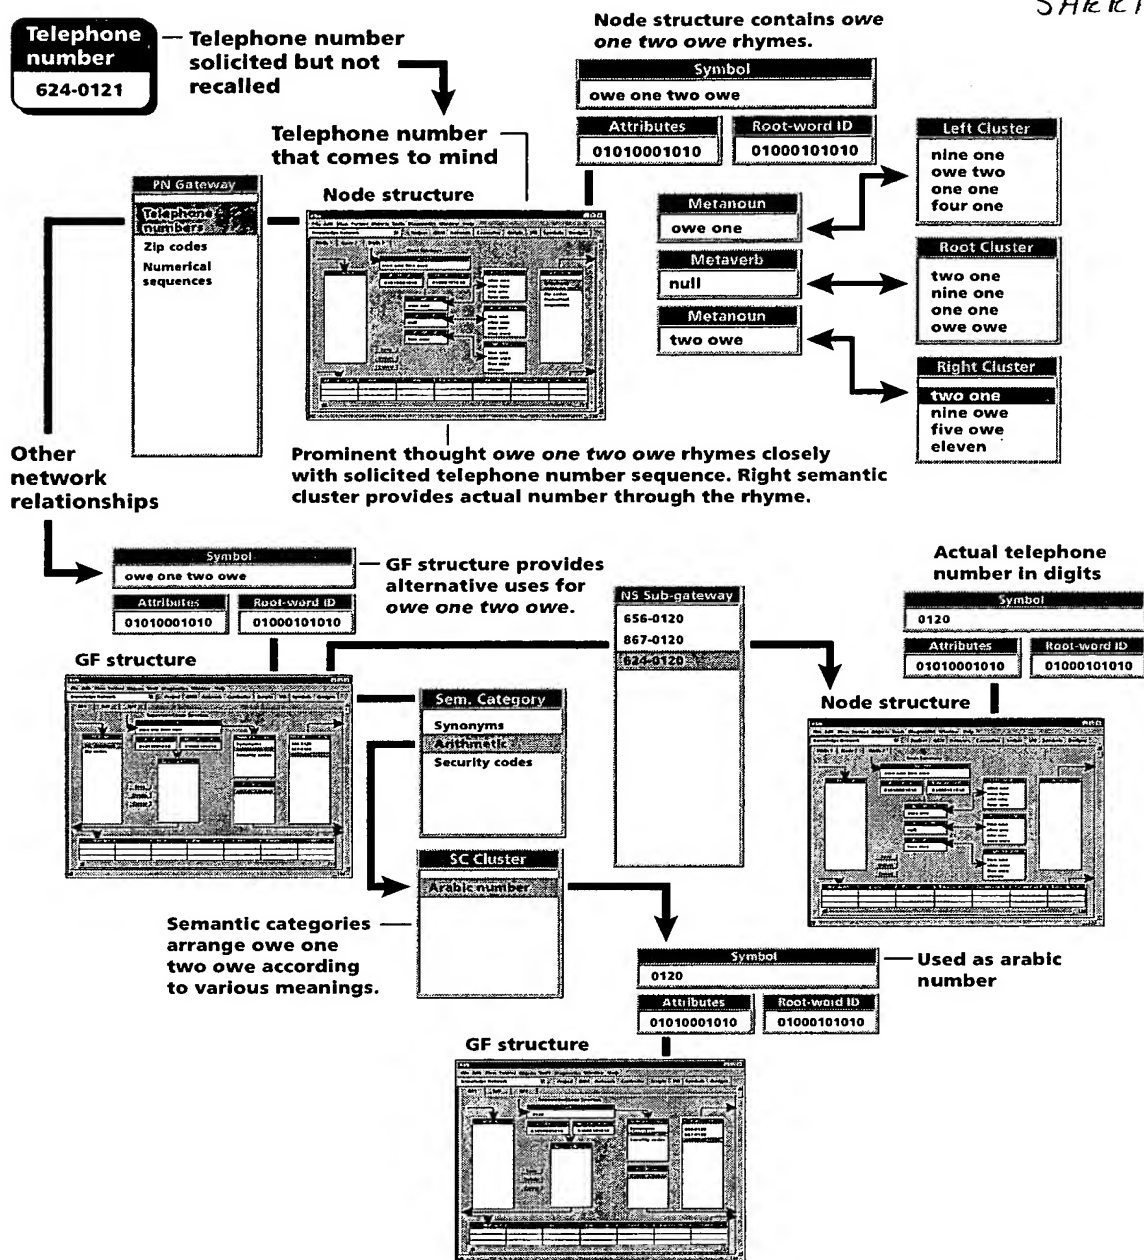 Telephone
number
624-0121
Telephone number
solicited but not
recalled
Telephone number
that comes to mind
Node structure contains owe
one two owe rhymes.
Symbol
owe one two owe
Attributes
01010001010
Root-word ID
01000101010
Metanoun
owe one
Metaverb
null
Metanoun
two owe
Left Cluster
nine one
owe two
one one
four one
Root Cluster
two one
nine one
one one
owe owe
Right Cluster
two one
nine owe
five owe
eleven
PN Gateway
Telephone
numbers
Zip codes
Numerical
sequences
Node structure
Prominent thought owe one two owe rhymes closely
with solicited telephone number sequence. Right semantic
cluster provides actual number through the rhyme.
Other
network
relationships
Symbol
owe one two owe
Attributes
01010001010
Root-word ID
010001010101
GF structure provides
alternative uses for
owe one two owe.
GF structure
NS Sub-gateway
656-0120
867-0120
624-0120
Sem. Category
Synonyms
Arithmetic
Security codes
SC Cluster
Arabic number
Semantic categories
arrange owe one
two owe according
to various meanings.
Actual telephone
number in digits
Symbol
0120
Attributes
01010001010
Root-word ID
01000101010
Node structure
Symbol
0120
Attributes
01010001010
Root-word ID
01000101010
Used as arabic
number
GF structure